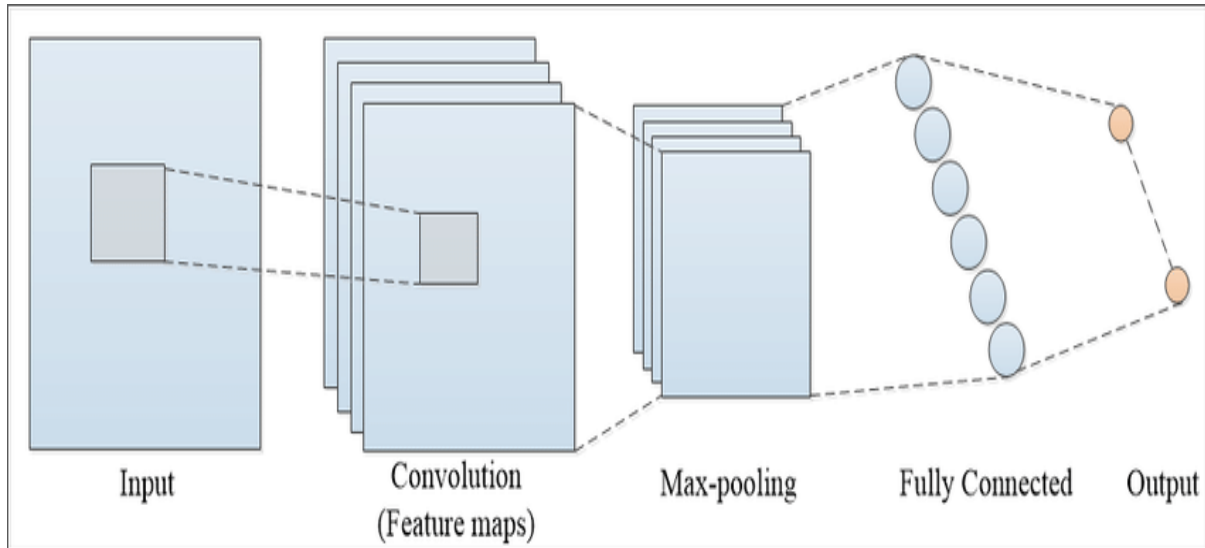 Input
Convolution
(Feature maps)
Max-pooling
Fully Connected
Output